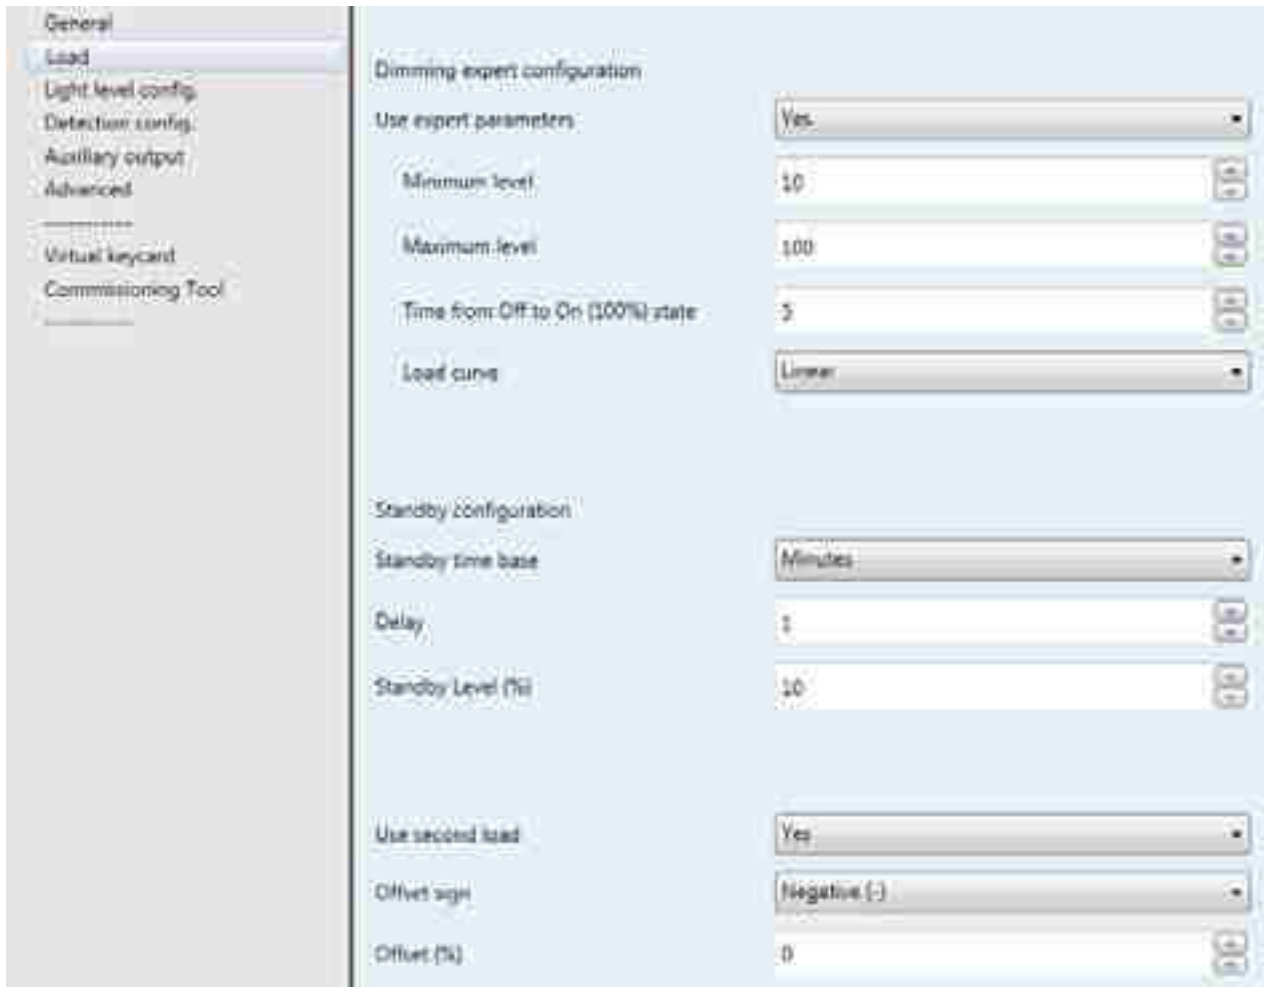 General
Load
Light level config.
Detection config.
Auxiliary output
Advanced
------------
Virtual keycard
Commissioning Tool
------------
Dimming expert configuration
Use expert parameters Yes
Minimum level 10
Maximum level 100
Time from Off to On (100%) state
Load curve Linear
Standby configuration
Standby time base Minutes
Delay 1
Standby Level (%) 10
Use second load Yes
Offset sign Negative (-)
Offset (%) 0